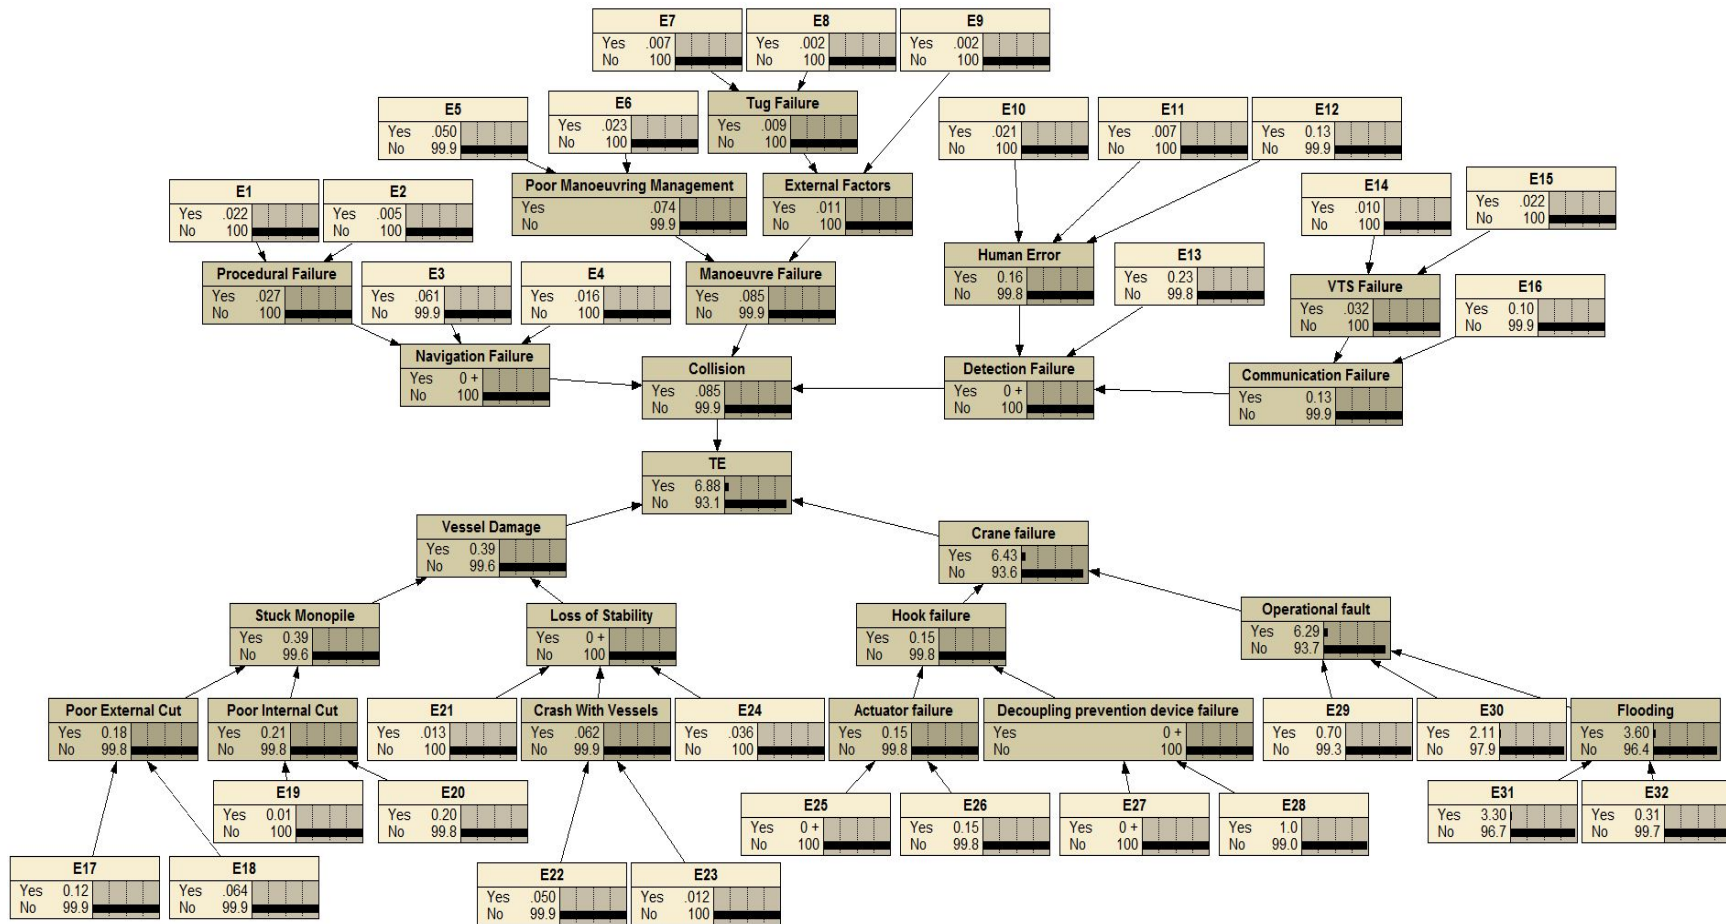 E7
Yes .007
No 100
E8
Yes .002
No 100
E9
Yes .002
No 100
E5
Yes .050
No 99.9
E6
Yes .023
No 100
Tug Failure
Yes .009
No 100
E10
Yes .021
No 100
E11
Yes .007
No 100
E12
Yes 0.13
No 99.9
E1
Yes .022
No 100
E2
Yes .005
No 100
Poor Manoeuvring Management
Yes .074
No 99.9
External Factors
Yes .011
No 100
E14
Yes .010
No 100
E15
Yes .022
No 100
Procedural Failure
Yes .027
No 100
E3
Yes .061
No 99.9
E4
Yes .016
No 100
Manoeuvre Failure
Yes .085
No 99.9
Human Error
Yes 0.16
No 99.8
E13
Yes 0.23
No 99.8
VTS Failure
Yes .032
No 100
E16
Yes 0.10
No 99.9
Navigation Failure
Yes 0 +
No 100
Collision
Yes .085
No 99.9
Detection Failure
Yes 0 +
No 100
Communication Failure
Yes 0.13
No 99.9
TE
Yes 6.88
No 93.1
Vessel Damage
Yes 0.39
No 99.6
Crane failure
Yes 6.43
No 93.6
Stuck Monopile
Yes 0.39
No 99.6
Loss of Stability
Yes 0 +
No 100
Hook failure
Yes 0.15
No 99.8
Operational fault
Yes 6.29
No 93.7
Poor External Cut
Yes 0.18
No 99.8
Poor Internal Cut
Yes 0.21
No 99.8
E21
Yes .013
No 100
Crash With Vessels
Yes .062
No 99.9
E24
Yes .036
No 100
Actuator failure
Yes 0.15
No 99.8
Decoupling prevention device failure
Yes 0 +
No 100
E29
Yes 0.70
No 99.3
E30
Yes 2.11
No 97.9
Flooding
Yes 3.60
No 96.4
E19
Yes 0.01
No 100
E20
Yes 0.20
No 99.8
E25
Yes 0 +
No 100
E26
Yes 0.15
No 99.8
E27
Yes 0 +
No 100
E28
Yes 1.0
No 99.0
E31
Yes 3.30
No 96.7
E32
Yes 0.31
No 99.7
E17
Yes 0.12
No 99.9
E18
Yes .064
No 99.9
E22
Yes .050
No 99.9
E23
Yes .012
No 100